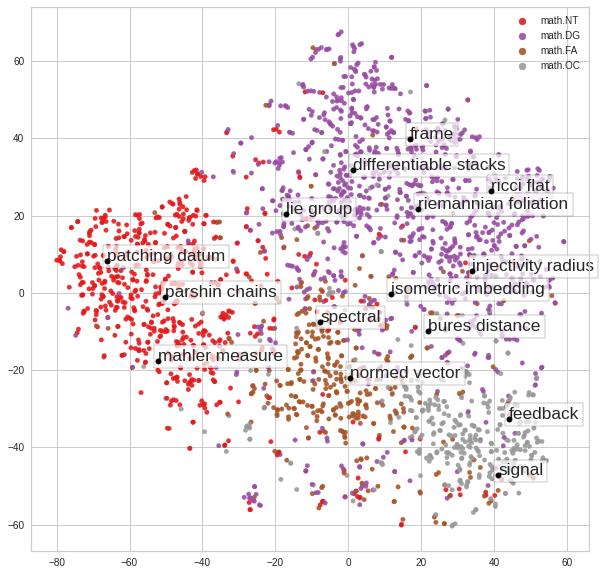 math.NT
math.DG
math.FA
math.OC
60
40
20
0
−20
−40
−60
frame
differentiable stacks
ricci flat
riemannian foliation
lie group
patching datum
injectivity radius
parshin chains
isometric imbedding
spectral
bures distance
mahler measure
normed vector
feedback
signal
−80
−60
−40
−20
0
20
40
60